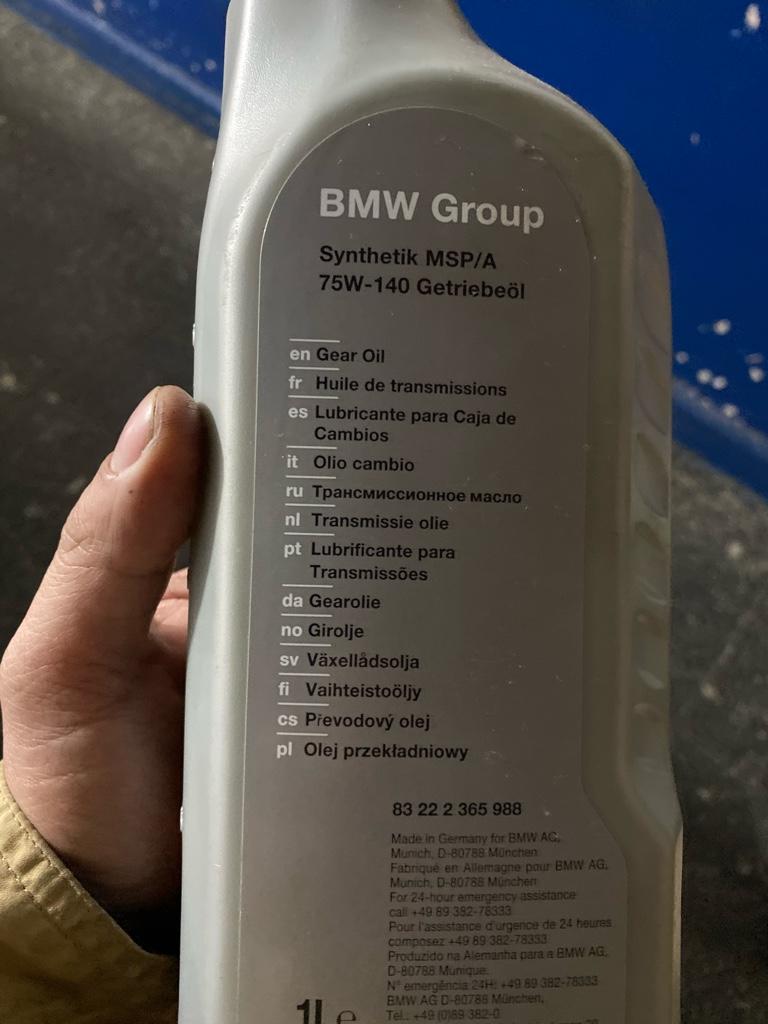 BMW Group
Synthetik MSP/A
75W-140 Getriebeöl
en Gear Oil
fr Huile de transmissions
es Lubricante para Caja de
Cambios
it Olio cambio
ru Трансмиссионное масло
nl Transmissie olie
pt Lubrificante para
Transmissões
da Gearolie
no Girolje
sv Växellådsolja
fi Vaihteistoöljy
cs Převodový olej
pl Olej przekładniowy
83 22 2 365 988
Made in Germany for BMW AG,
Munich, D-80788 München
Fabriqué en Allemagne pour BMW AG,
Munich, D-80788 München
For 24-hour emergency assistance
call +49 89 382-78333
Pour l'assistance d'urgence de 24 heures
composez +49 89 382-78333
Produzido na Alemanha para a BMW AG,
D-80788 Munique.
N° emergência 24H: +49 89 382-78333
BMW AG D-80788 München,
Tel.: +49 (0)89 382-0
1l e